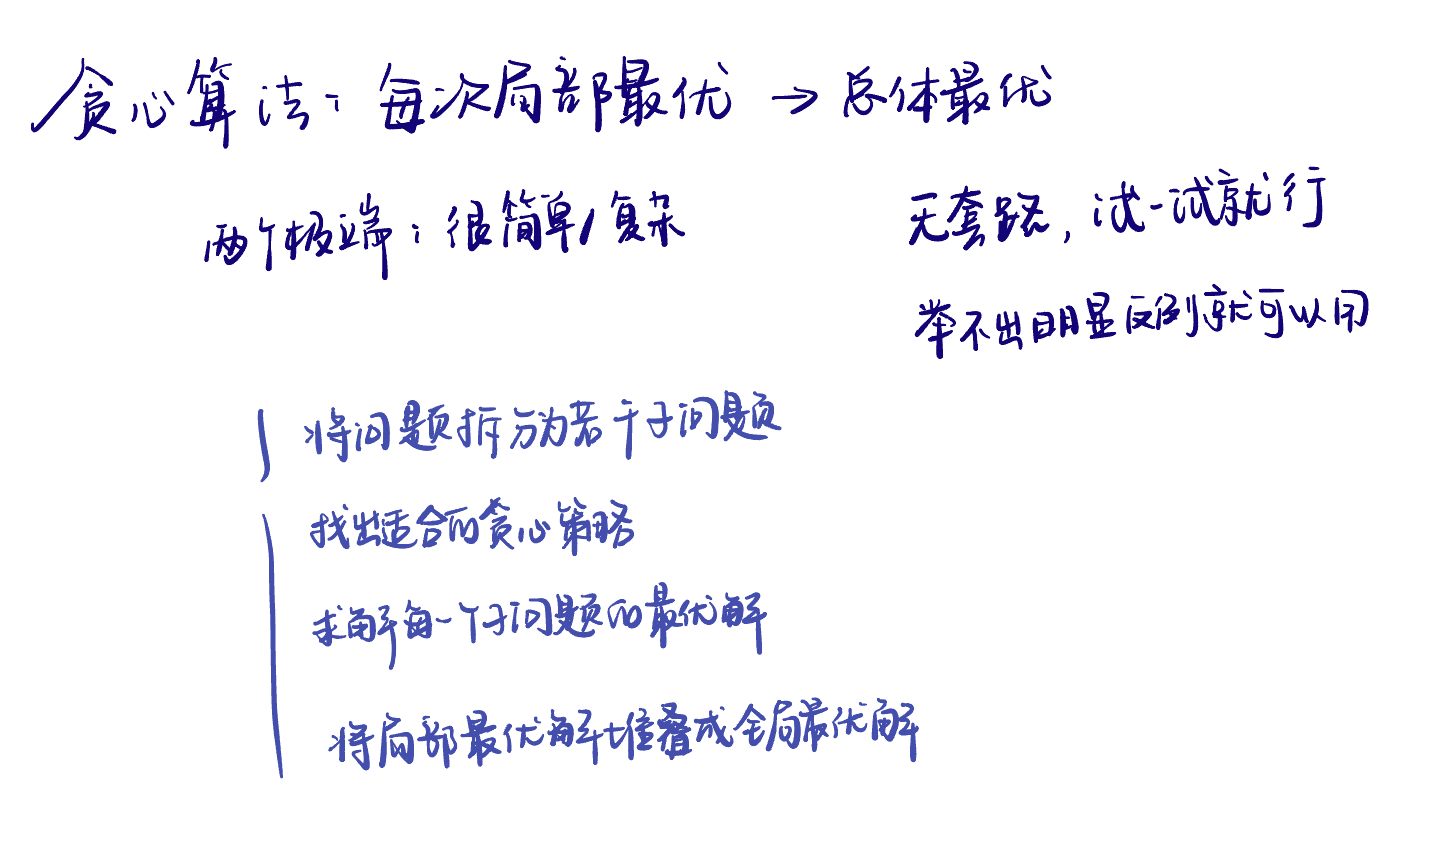 贪心算法：每次局部最优 → 总体最优
两个极端：很简单/复杂
无套路，试一试就行
举不出明显反例就可以用
将问题拆分为若干子问题
找出适合的贪心策略
求解每一个子问题的最优解
将局部最优解堆叠成全局最优解